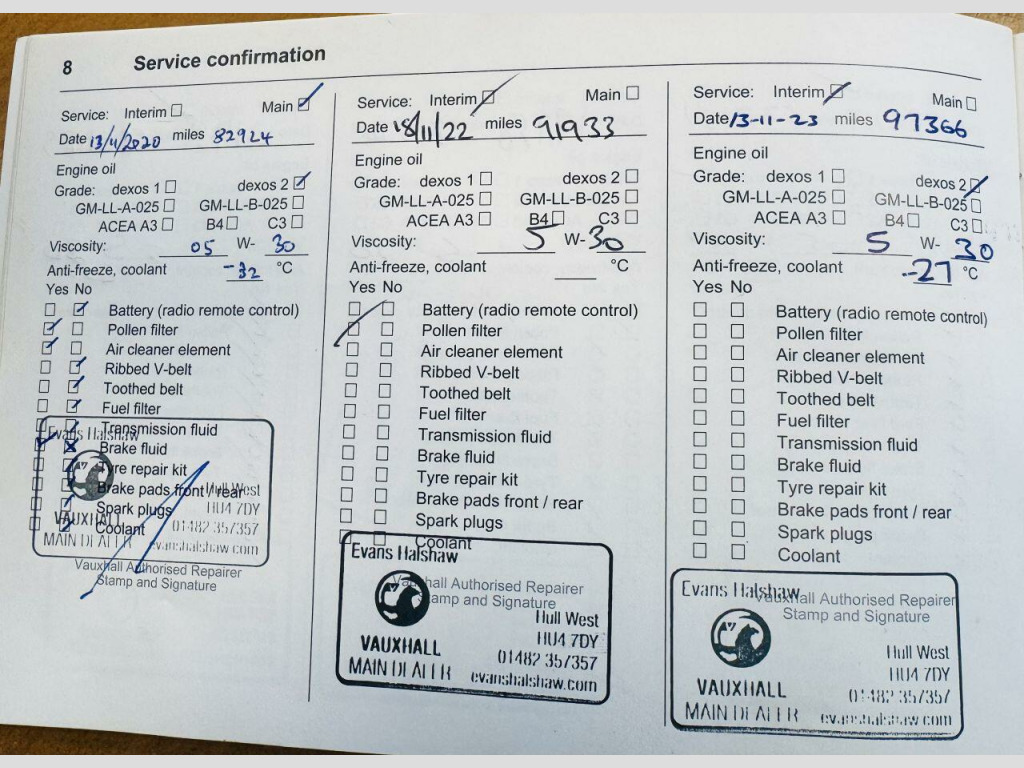 8 Service confirmation
Service: Interim Main
Date 13/11/2020 miles 82924
Engine oil
Grade: dexos 1 dexos 2
GM-LL-A-025 GM-LL-B-025
ACEA A3 B4 C3
Viscosity: 05 W- 30
Anti-freeze, coolant -32 °C
Yes No
Battery (radio remote control)
Pollen filter
Air cleaner element
Ribbed V-belt
Toothed belt
Fuel filter
Transmission fluid
Brake fluid
Tyre repair kit
Brake pads front / rear
Spark plugs
Coolant
Evans Halshaw
Hull West
HU4 7DY
VAUXHALL 01482 357357
MAIN DEALER evanshalshaw.com
Vauxhall Authorised Repairer
Stamp and Signature
Service: Interim Main
Date 18/11/22 miles 91933
Engine oil
Grade: dexos 1 dexos 2
GM-LL-A-025 GM-LL-B-025
ACEA A3 B4 C3
Viscosity: 5 W- 30
Anti-freeze, coolant °C
Yes No
Battery (radio remote control)
Pollen filter
Air cleaner element
Ribbed V-belt
Toothed belt
Fuel filter
Transmission fluid
Brake fluid
Tyre repair kit
Brake pads front / rear
Spark plugs
Coolant
Evans Halshaw
Vauxhall Authorised Repairer
Stamp and Signature
Hull West
HU4 7DY
VAUXHALL 01482 357357
MAIN DEALER evanshalshaw.com
Service: Interim Main
Date 13-11-23 miles 97366
Engine oil
Grade: dexos 1 dexos 2
GM-LL-A-025 GM-LL-B-025
ACEA A3 B4 C3
Viscosity: 5 W- 30
Anti-freeze, coolant -27 °C
Yes No
Battery (radio remote control)
Pollen filter
Air cleaner element
Ribbed V-belt
Toothed belt
Fuel filter
Transmission fluid
Brake fluid
Tyre repair kit
Brake pads front / rear
Spark plugs
Coolant
Evans Halshaw
Vauxhall Authorised Repairer
Stamp and Signature
Hull West
HU4 7DY
VAUXHALL 01482 357357
MAIN DEALER evanshalshaw.com